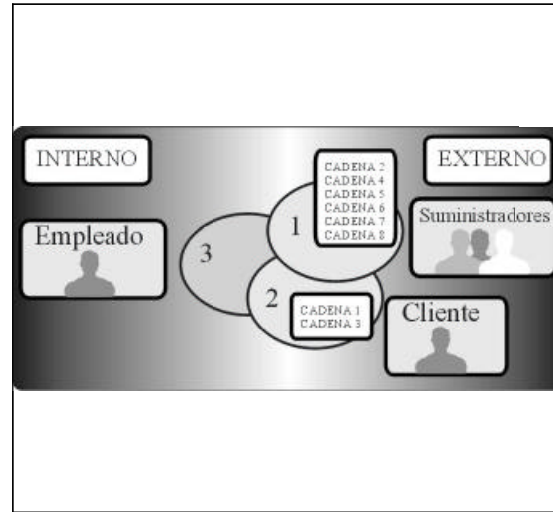 INTERNO
EXTERNO
CADENA 2
CADENA 4
CADENA 5
CADENA 6
CADENA 7
CADENA 8
Suministradores
Empleado
1
3
2
CADENA 1
CADENA 3
Cliente